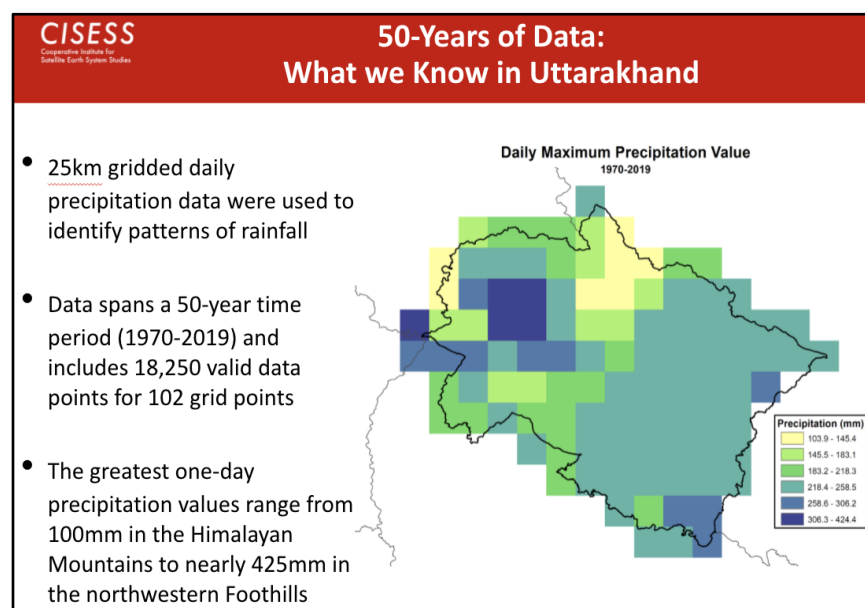 CISESS
Cooperative Institute for
Satellite Earth System Studies
50-Years of Data:
What we Know in Uttarakhand
• 25km gridded daily
precipitation data were used to
identify patterns of rainfall
• Data spans a 50-year time
period (1970-2019) and
includes 18,250 valid data
points for 102 grid points
• The greatest one-day
precipitation values range from
100mm in the Himalayan
Mountains to nearly 425mm in
the northwestern Foothills
Daily Maximum Precipitation Value
1970-2019
Precipitation (mm)
103.9 - 145.4
145.5 - 183.1
183.2 - 218.3
218.4 - 258.5
258.6 - 306.2
306.3 - 424.4